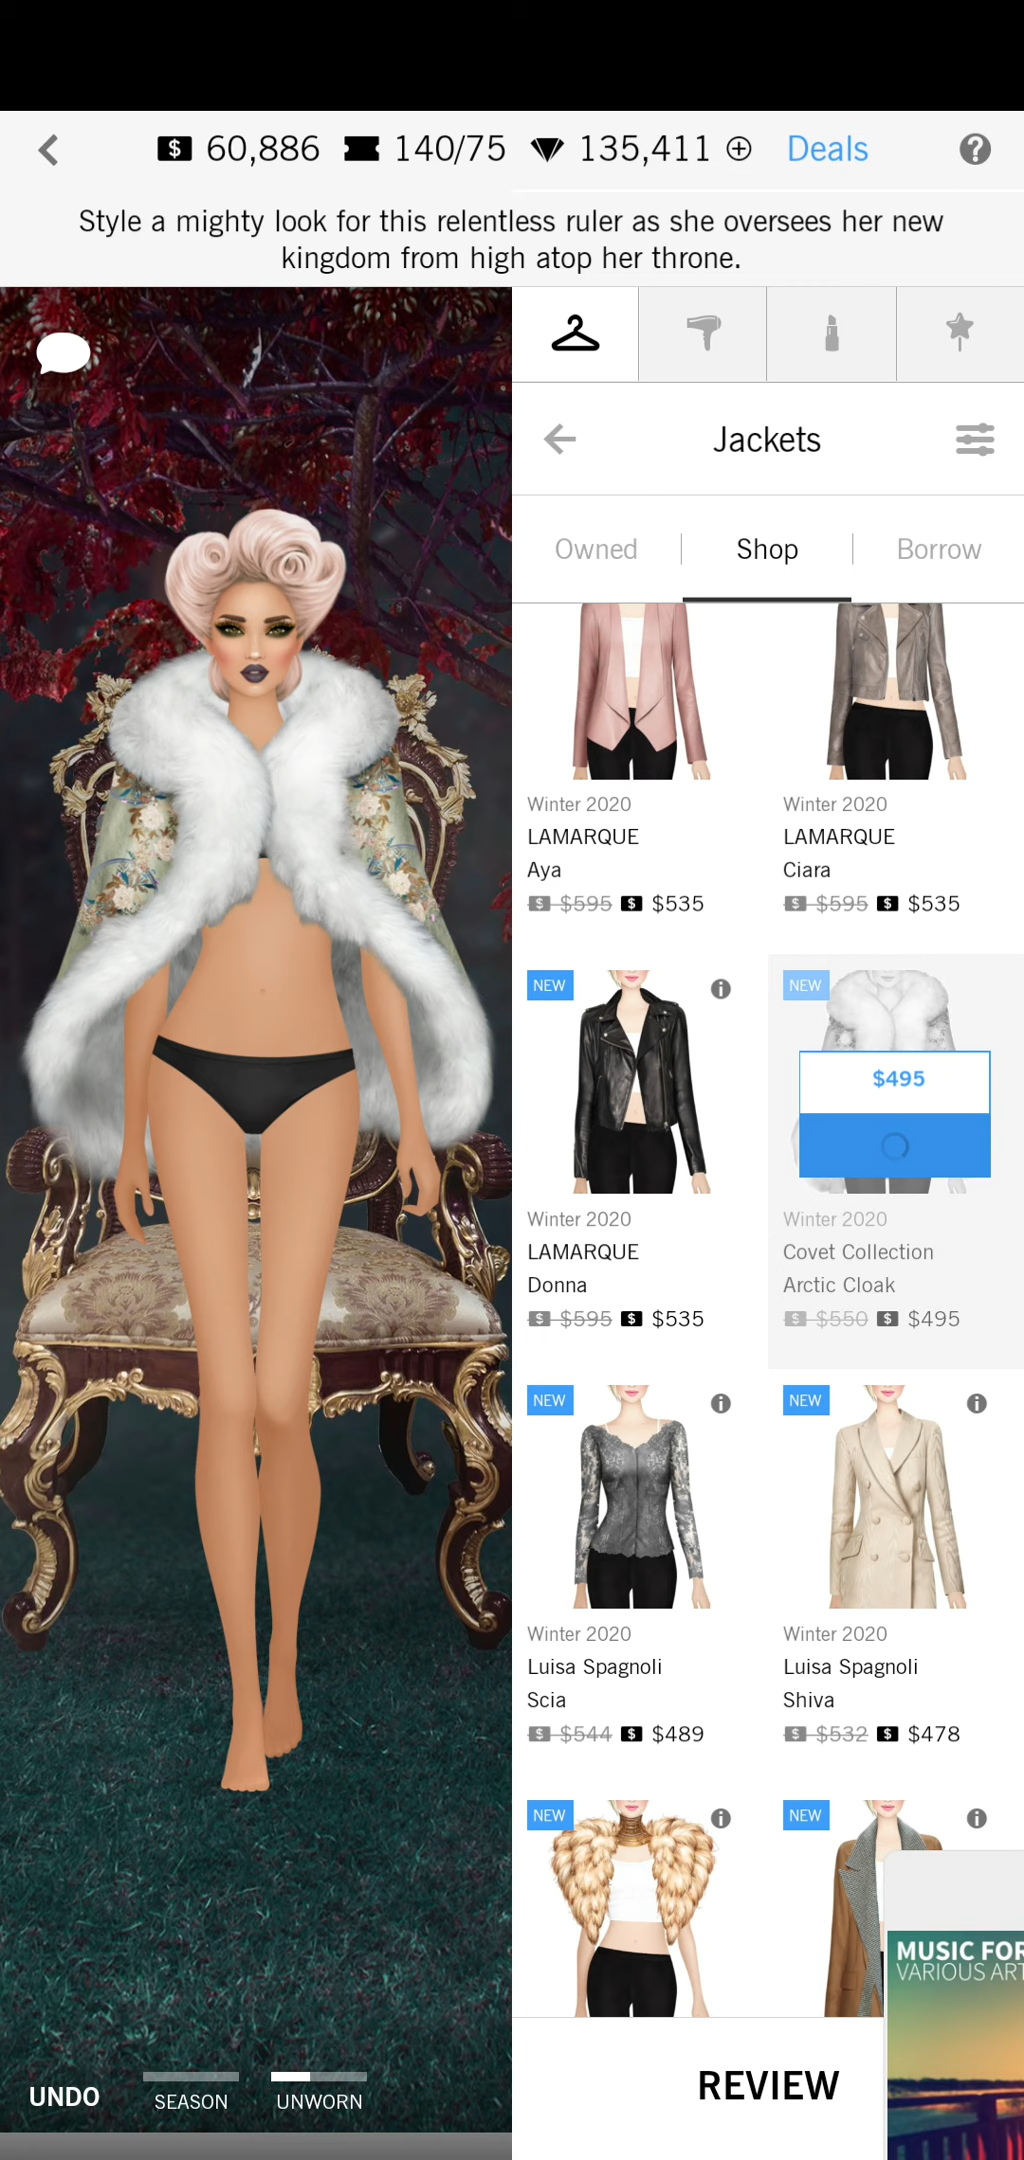 60,886
140/75
135,411
Deals
Style a mighty look for this relentless ruler as she oversees her new
kingdom from high atop her throne.
Jackets
Owned
Shop
Borrow
Winter 2020
LAMARQUE
Aya
$595 $535
Winter 2020
LAMARQUE
Ciara
$595 $535
NEW
Winter 2020
LAMARQUE
Donna
$595 $535
NEW
$495
Winter 2020
Covet Collection
Arctic Cloak
$550 $495
NEW
Winter 2020
Luisa Spagnoli
Scia
$544 $489
NEW
Winter 2020
Luisa Spagnoli
Shiva
$532 $478
NEW
NEW
MUSIC FOR
VARIOUS ART
UNDO
SEASON
UNWORN
REVIEW